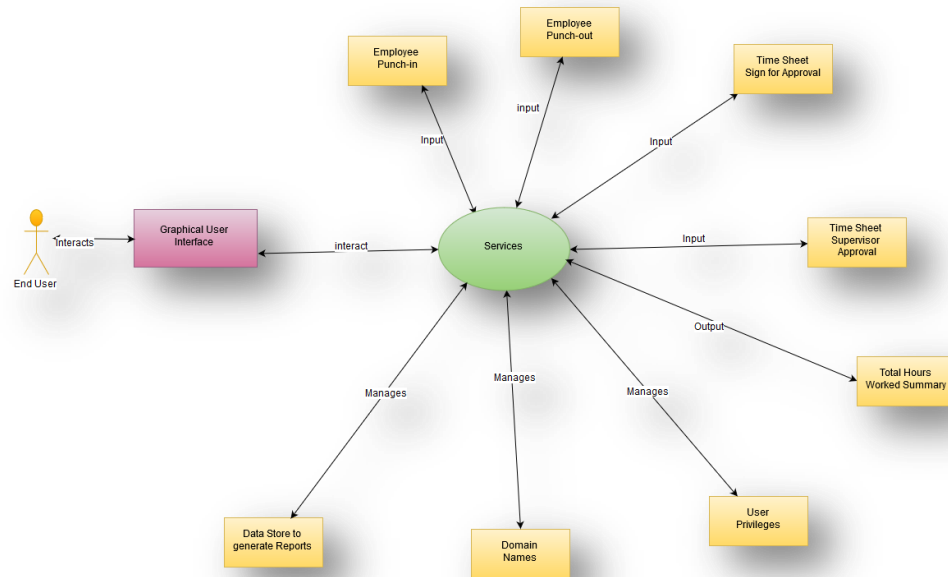 Employee
Punch-out
Employee
Punch-in
Time Sheet
Sign for Approval
input
Input
Input
Graphical User
Interface
Interacts
End User
interact
Services
Input
Time Sheet
Supervisor
Approval
Output
Total Hours
Worked Summary
Manages
Manages
Manages
Data Store to
generate Reports
Domain
Names
User
Privileges